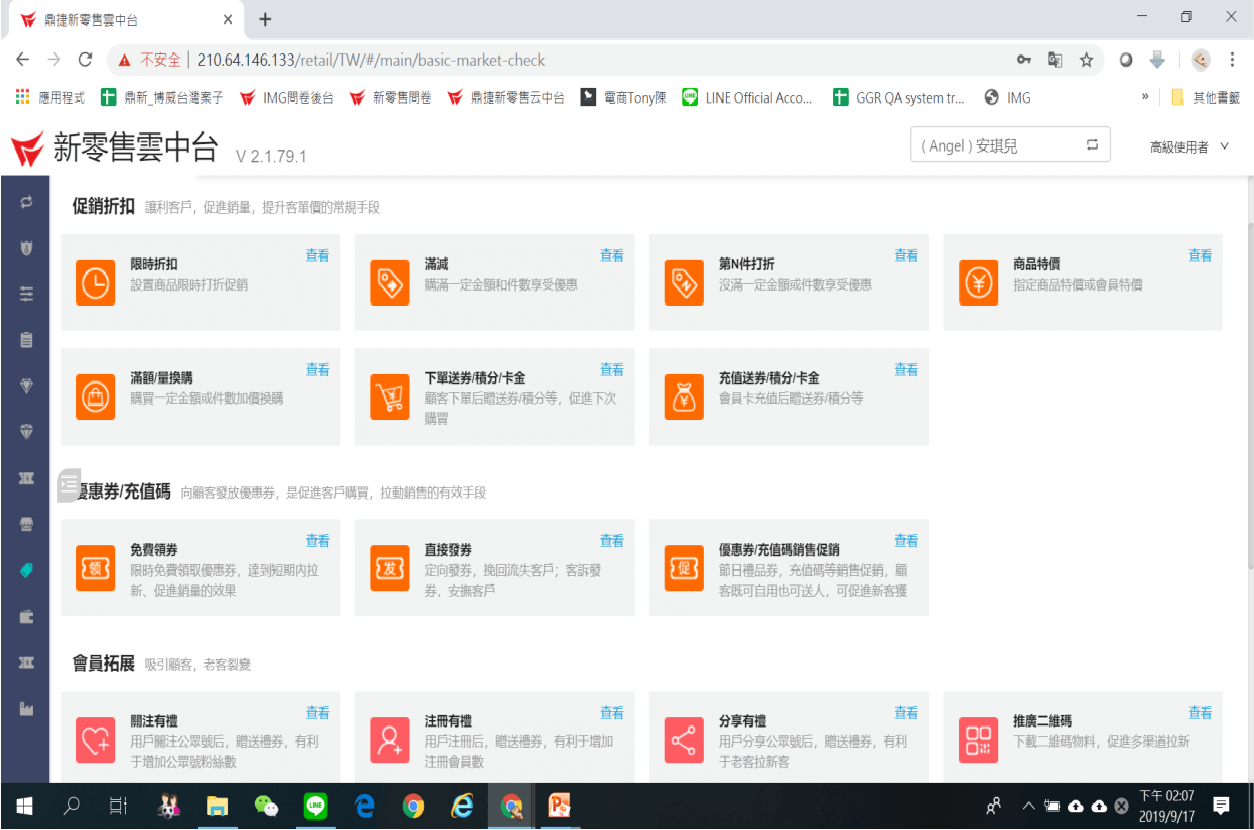 鼎捷新零售雲中台
不安全 210.64.146.133/retail/TW/#/main/basic-market-check
應用程式 鼎新_博威台灣案子 IMG問卷後台 新零售問卷 鼎捷新零售云中台 電商Tony陳 LINE Official Acco... GGR QA system tr... IMG » 其他書籤
新零售雲中台 V 2.1.79.1 ( Angel ) 安琪兒 高級使用者
促銷折扣 讓利客戶，促進銷量，提升客單價的常規手段
限時折扣 查看
設置商品限時打折促銷
滿減 查看
購滿一定金額和件數享受優惠
第N件打折 查看
沒滿一定金額或件數享受優惠
商品特價 查看
指定商品特價或會員特價
滿額/量換購 查看
購買一定金額或件數加價換購
下單送券/積分/卡金 查看
顧客下單后贈送券/積分等，促進下次
購買
充值送券/積分/卡金 查看
會員卡充值后贈送券/積分等
惠券/充值碼 向顧客發放優惠券，是促進客戶購買，拉動銷售的有效手段
領
免費領券 查看
限時免費領取優惠券，達到短期內拉
新、促進銷量的效果
发
直接發券 查看
定向發券，挽回流失客戶；客訴發
券，安撫客戶
促
優惠券/充值碼銷售促銷 查看
節日禮品券，充值碼等銷售促銷，顧
客既可自用也可送人，可促進新客獲
會員拓展 吸引顧客，老客裂變
關注有禮 查看
用戶關注公眾號后，贈送禮券，有利
于增加公眾號粉絲數
注冊有禮 查看
用戶注冊后，贈送禮券，有利于增加
注冊會員數
分享有禮 查看
用戶分享公眾號后，贈送禮券，有利
于老客拉新客
推廣二維碼 查看
下載二維碼物料，促進多渠道拉新
下午 02:07
2019/9/17